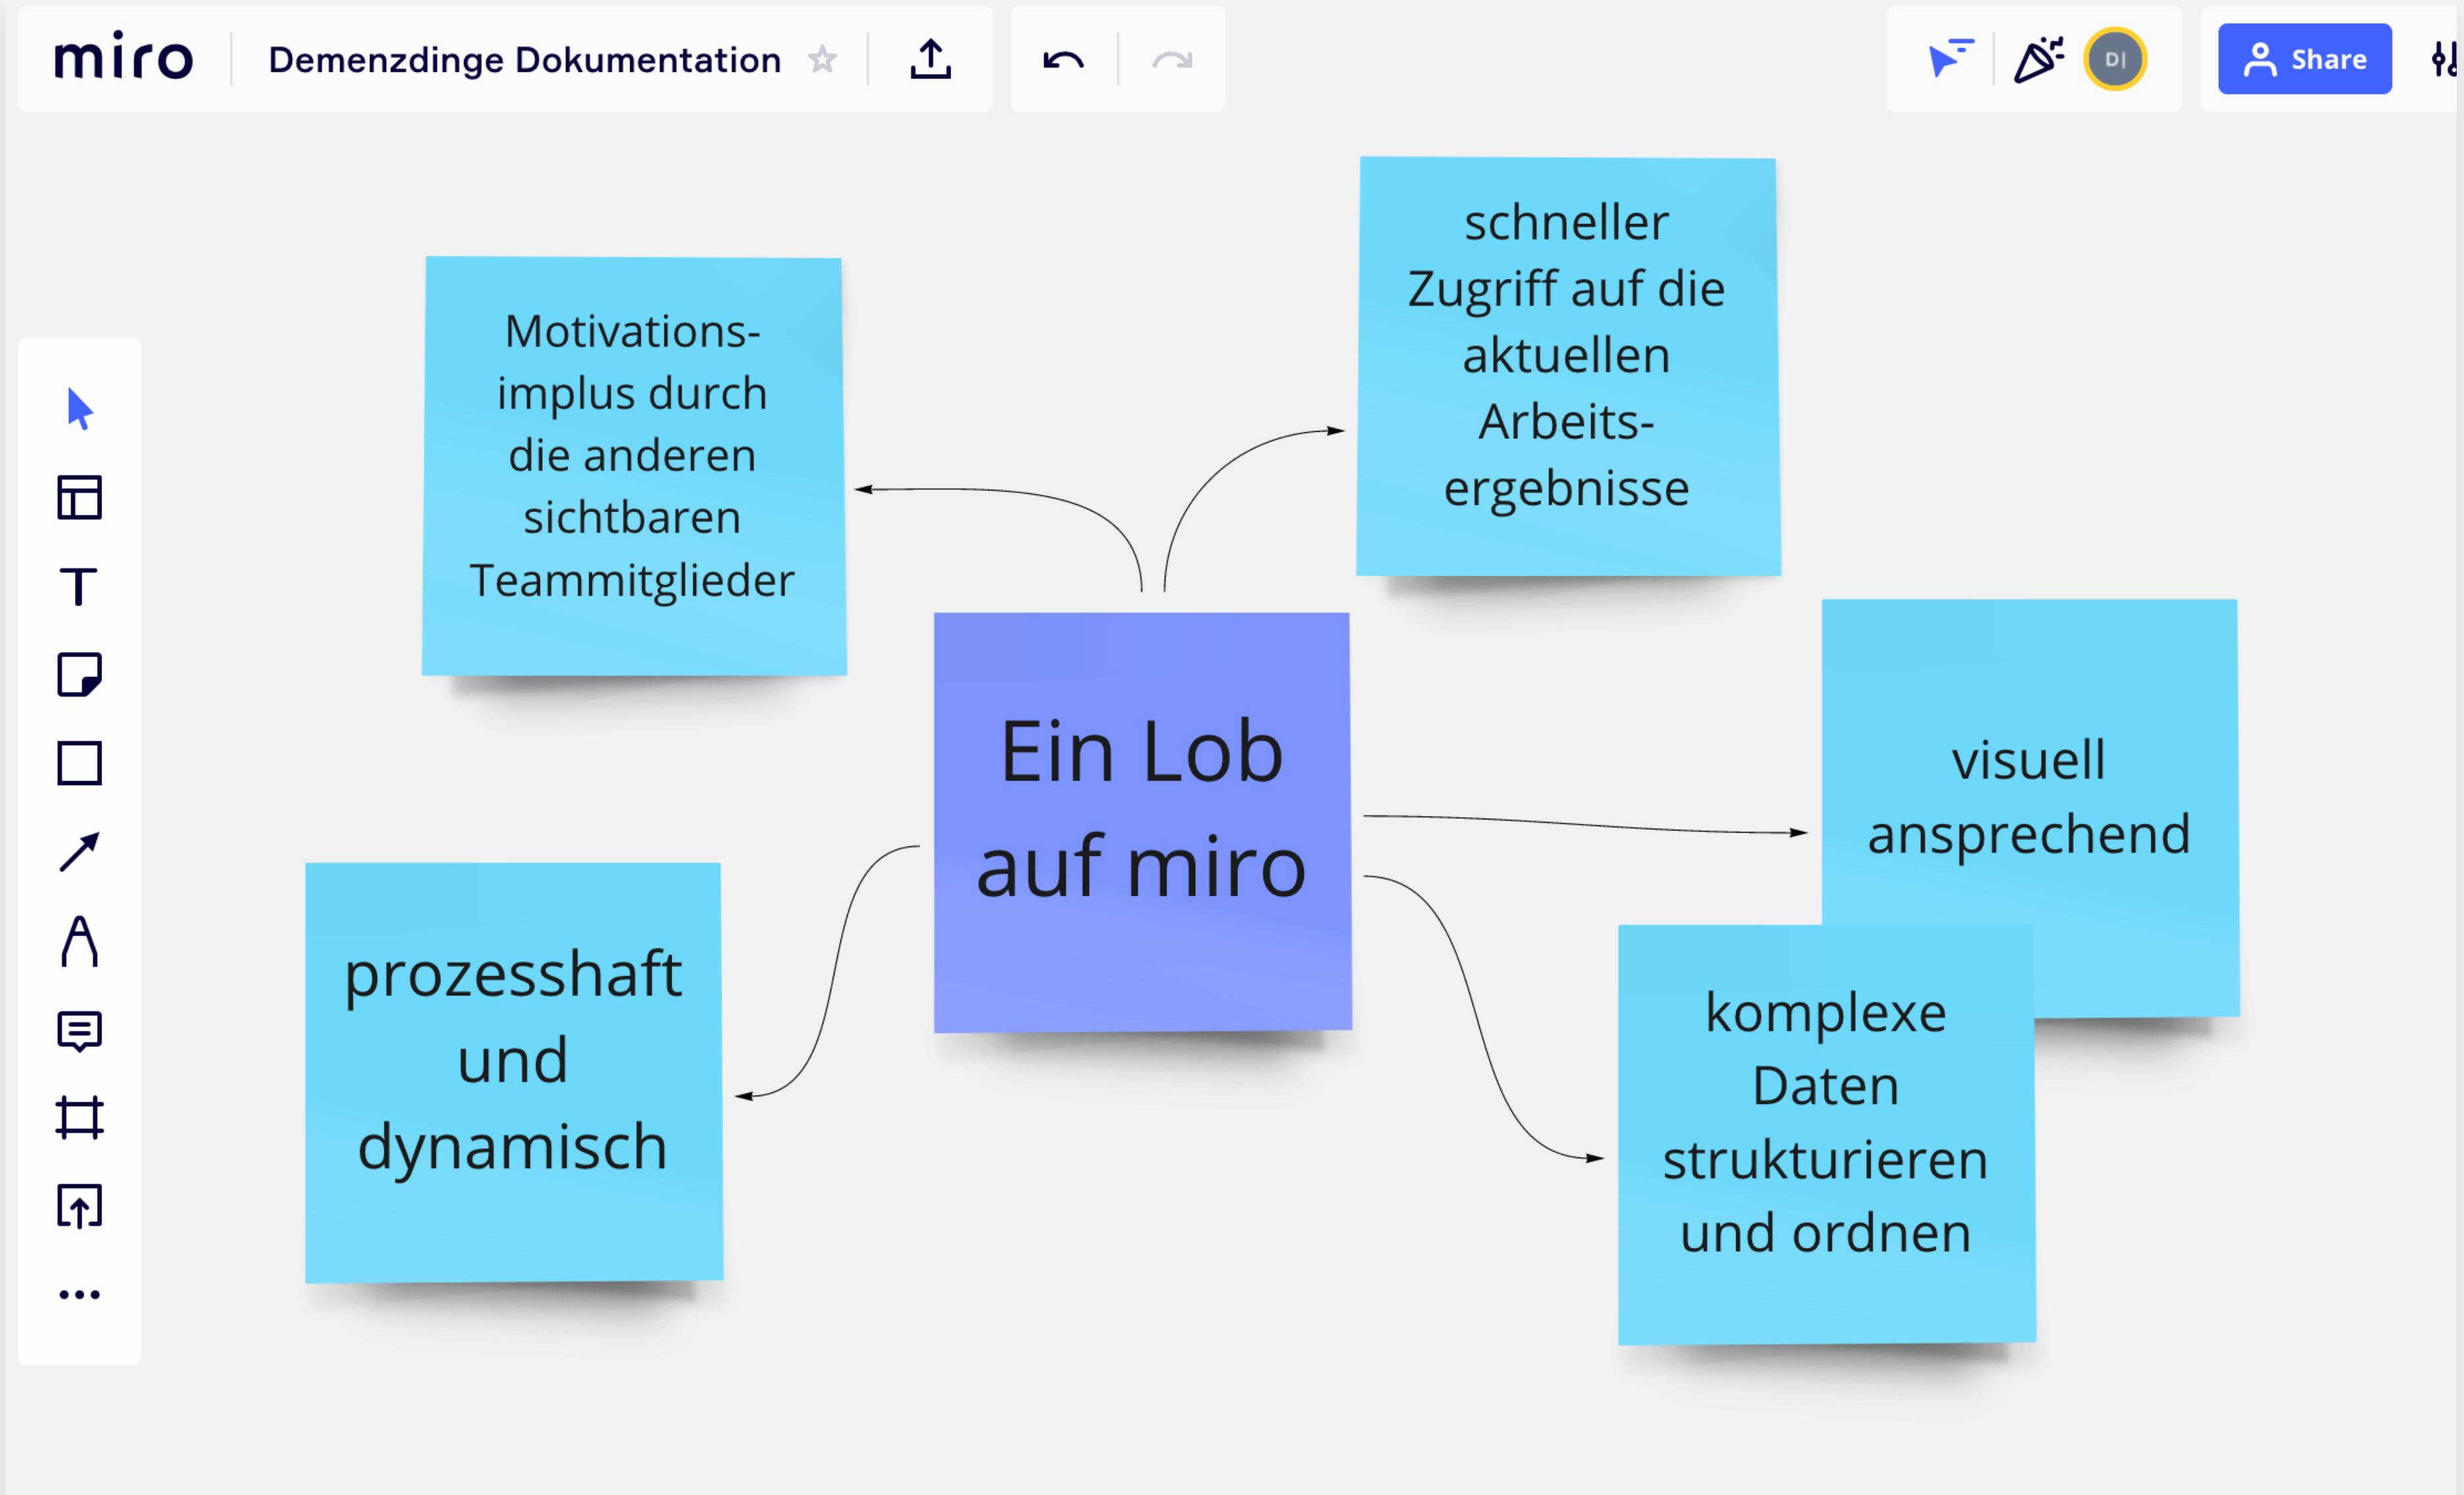 miro
Demenzdinge Dokumentation
DI
Share
schneller
Zugriff auf die
aktuellen
Arbeits-
ergebnisse
Motivations-
implus durch
die anderen
sichtbaren
Teammitglieder
Ein Lob
auf miro
visuell
ansprechend
prozesshaft
und
dynamisch
komplexe
Daten
strukturieren
und ordnen